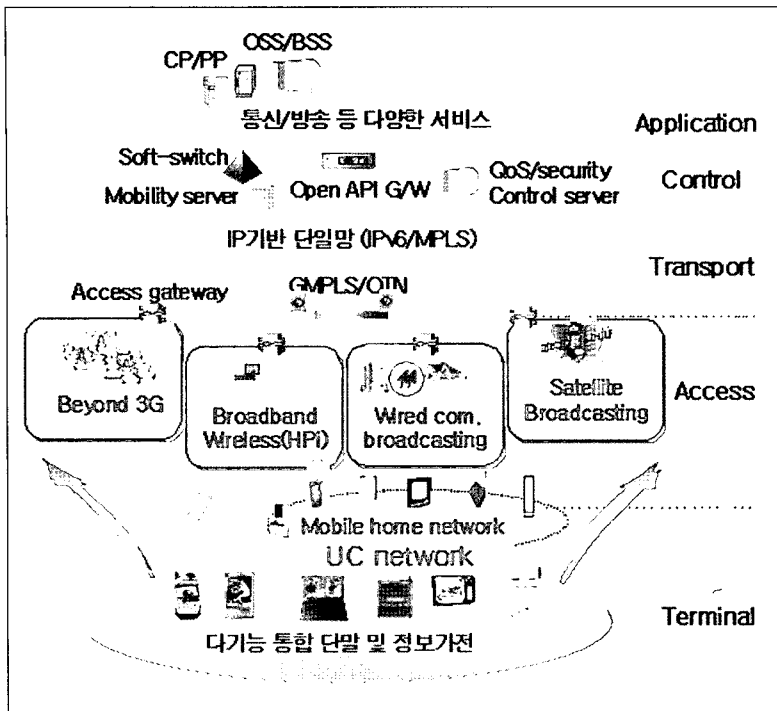 OSS/BSS
CP/PP
통신/방송 등 다양한 서비스
Application
Soft-switch
Mobility server
Open API G/W
QoS/security
Control server
Control
IP기반 단일망 (IPv6/MPLS)
Transport
Access gateway
GMPLS/OTN
Beyond 3G
Broadband
Wireless(HPi)
Wired com.
broadcasting
Satellite
Broadcasting
Access
Mobile home network
UC network
다기능 통합 단말 및 정보가전
Terminal